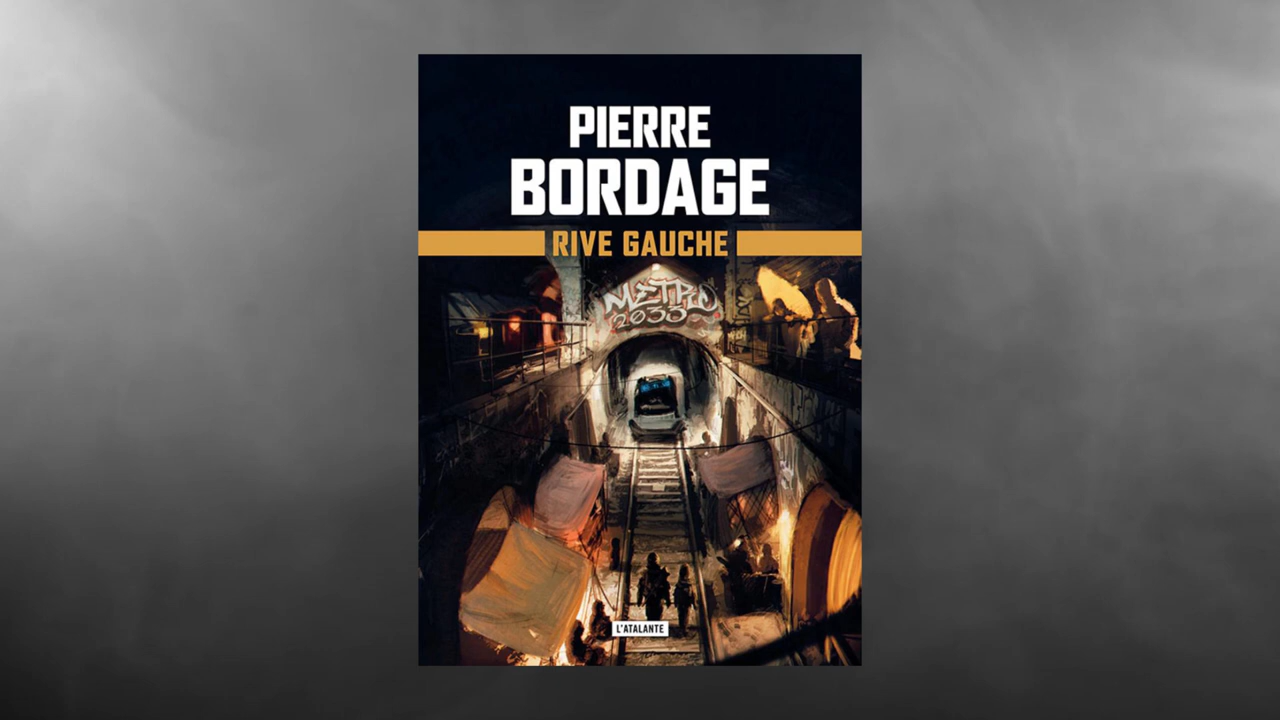 PIERRE
BORDAGE
RIVE GAUCHE
METRO
2033
L'ATALANTE